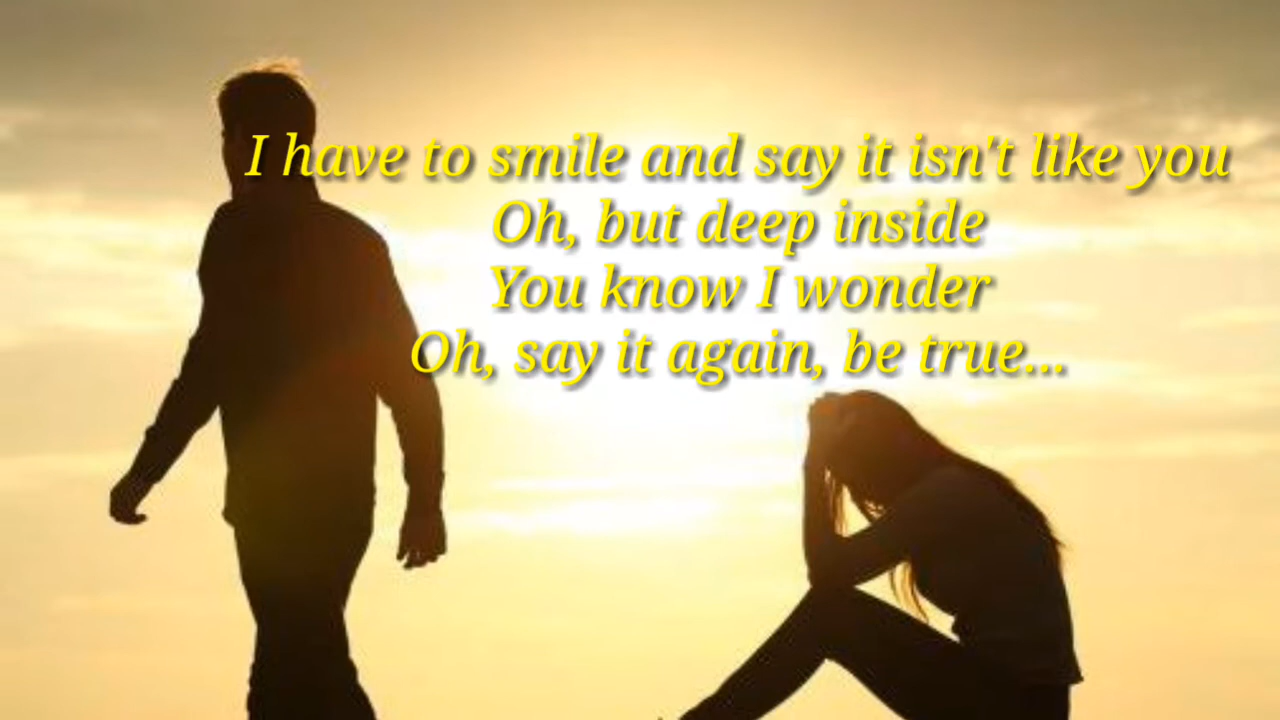 I have to smile and say it isn't like you
Oh, but deep inside
You know I wonder
Oh, say it again, be true...